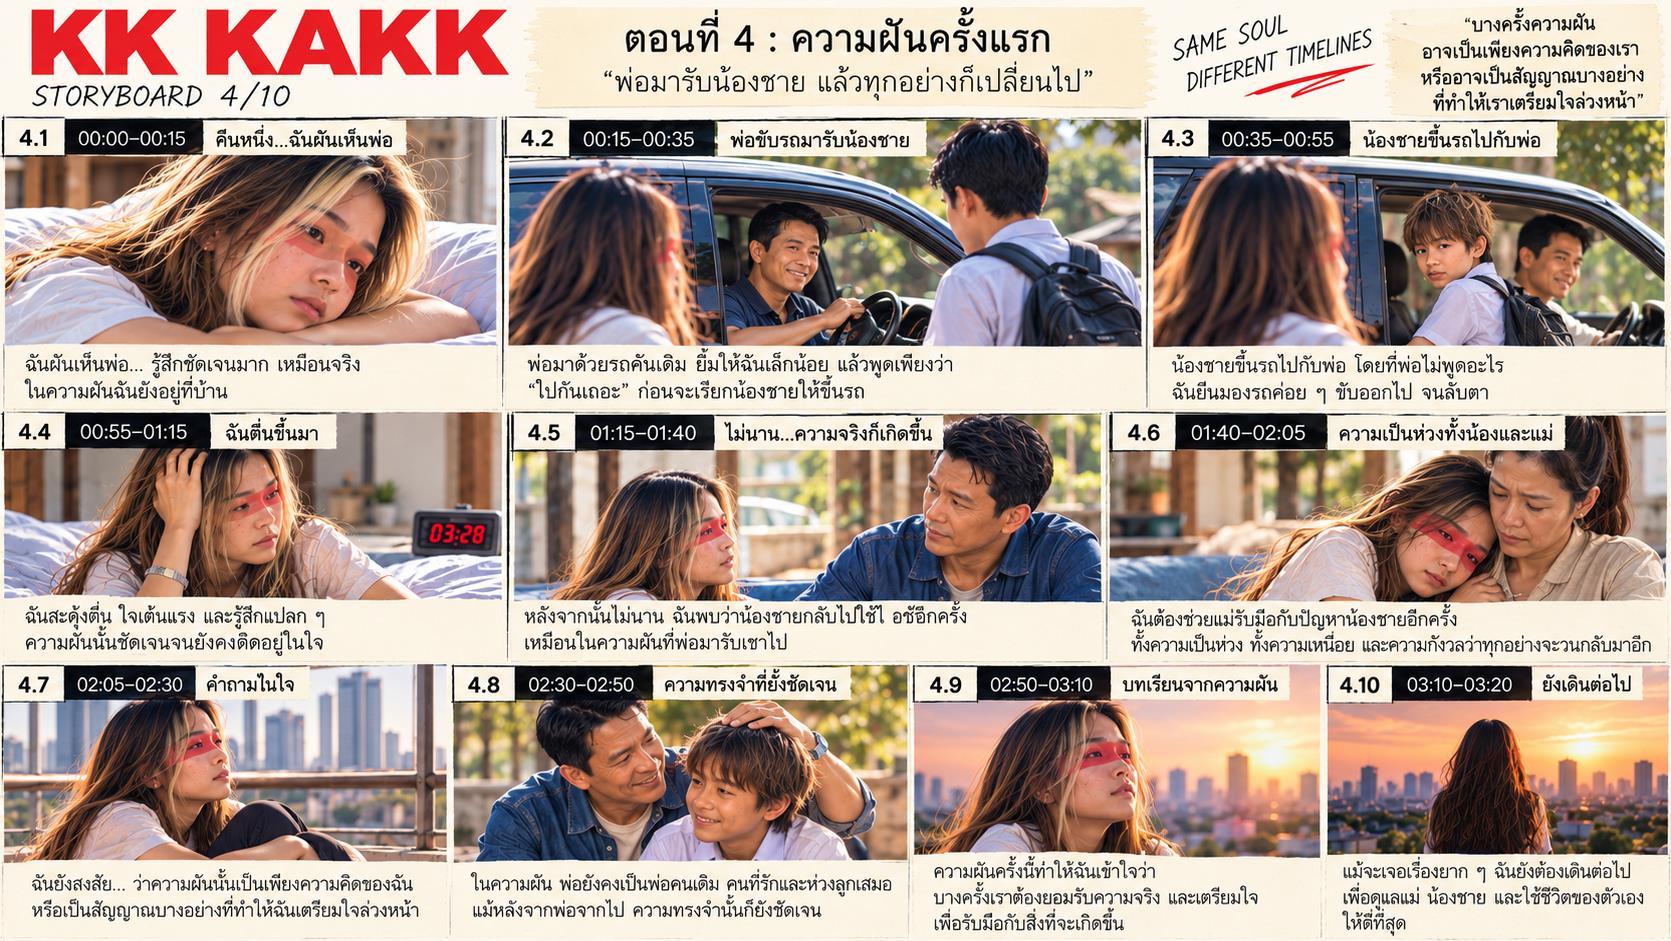 KK KAKK
STORYBOARD 4/10
ตอนที่ 4 : ความฝันครั้งแรก
“พ่อมารับน้องชาย แล้วทุกอย่างก็เปลี่ยนไป”
SAME SOUL
DIFFERENT TIMELINES
“บางครั้งความฝัน
อาจเป็นเพียงความคิดของเรา
หรืออาจเป็นสัญญาณบางอย่าง
ที่ทำให้เราเตรียมใจล่วงหน้า”
4.1 00:00–00:15 คืนหนึ่ง...ฉันฝันเห็นพ่อ
ฉันฝันเห็นพ่อ... รู้สึกชัดเจนมาก เหมือนจริง
ในความฝันฉันยังอยู่ที่บ้าน
4.2 00:15–00:35 พ่อขับรถมารับน้องชาย
พ่อมาด้วยรถคันเดิม ยิ้มให้ฉันเล็กน้อย แล้วพูดเพียงว่า
“ไปกันเถอะ” ก่อนจะเรียกน้องชายให้ขึ้นรถ
4.3 00:35–00:55 น้องชายขึ้นรถไปกับพ่อ
น้องชายขึ้นรถไปกับพ่อ โดยที่พ่อไม่พูดอะไร
ฉันยืนมองรถค่อย ๆ ขับออกไป จนลับตา
4.4 00:55–01:15 ฉันตื่นขึ้นมา
03:28
ฉันสะดุ้งตื่น ใจเต้นแรง และรู้สึกแปลก ๆ
ความฝันนั้นชัดเจนจนยังคงติดอยู่ในใจ
4.5 01:15–01:40 ไม่นาน...ความจริงก็เกิดขึ้น
หลังจากนั้นไม่นาน ฉันพบว่าน้องชายกลับไปใช้ไ อซ์อีกครั้ง
เหมือนในความฝันที่พ่อมารับเขาไป
4.6 01:40–02:05 ความเป็นห่วงทั้งน้องและแม่
ฉันต้องช่วยแม่รับมือกับปัญหาน้องชายอีกครั้ง
ทั้งความเป็นห่วง ทั้งความเหนื่อย และความกังวลว่าทุกอย่างจะวนกลับมาอีก
4.7 02:05–02:30 คำถามในใจ
ฉันยังสงสัย... ว่าความฝันนั้นเป็นเพียงความคิดของฉัน
หรือเป็นสัญญาณบางอย่างที่ทำให้ฉันเตรียมใจล่วงหน้า
4.8 02:30–02:50 ความทรงจำที่ยังชัดเจน
ในความฝัน พ่อยังคงเป็นพ่อคนเดิม คนที่รักและห่วงลูกเสมอ
แม้หลังจากพ่อจากไป ความทรงจำนั้นก็ยังชัดเจน
4.9 02:50–03:10 บทเรียนจากความฝัน
ความฝันครั้งนี้ทำให้ฉันเข้าใจว่า
บางครั้งเราต้องยอมรับความจริง และเตรียมใจ
เพื่อรับมือกับสิ่งที่จะเกิดขึ้น
4.10 03:10–03:20 ยังเดินต่อไป
แม้จะเจอเรื่องยาก ๆ ฉันยังต้องเดินต่อไป
เพื่อดูแลแม่ น้องชาย และใช้ชีวิตของตัวเอง
ให้ดีที่สุด